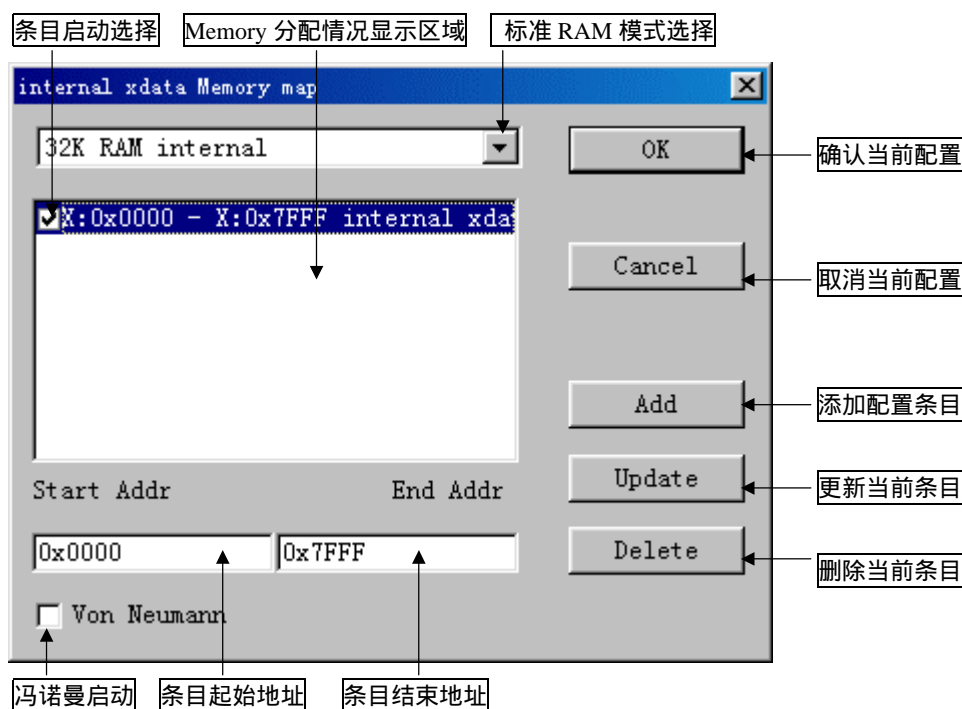 条目启动选择
Memory 分配情况显示区域
标准 RAM 模式选择
internal xdata Memory map
32K RAM internal
OK
确认当前配置
X:0x0000 - X:0x7FFF internal xda
Cancel
取消当前配置
Add
添加配置条目
Start Addr
End Addr
Update
更新当前条目
0x0000
0x7FFF
Delete
删除当前条目
Von Neumann
冯诺曼启动
条目起始地址
条目结束地址